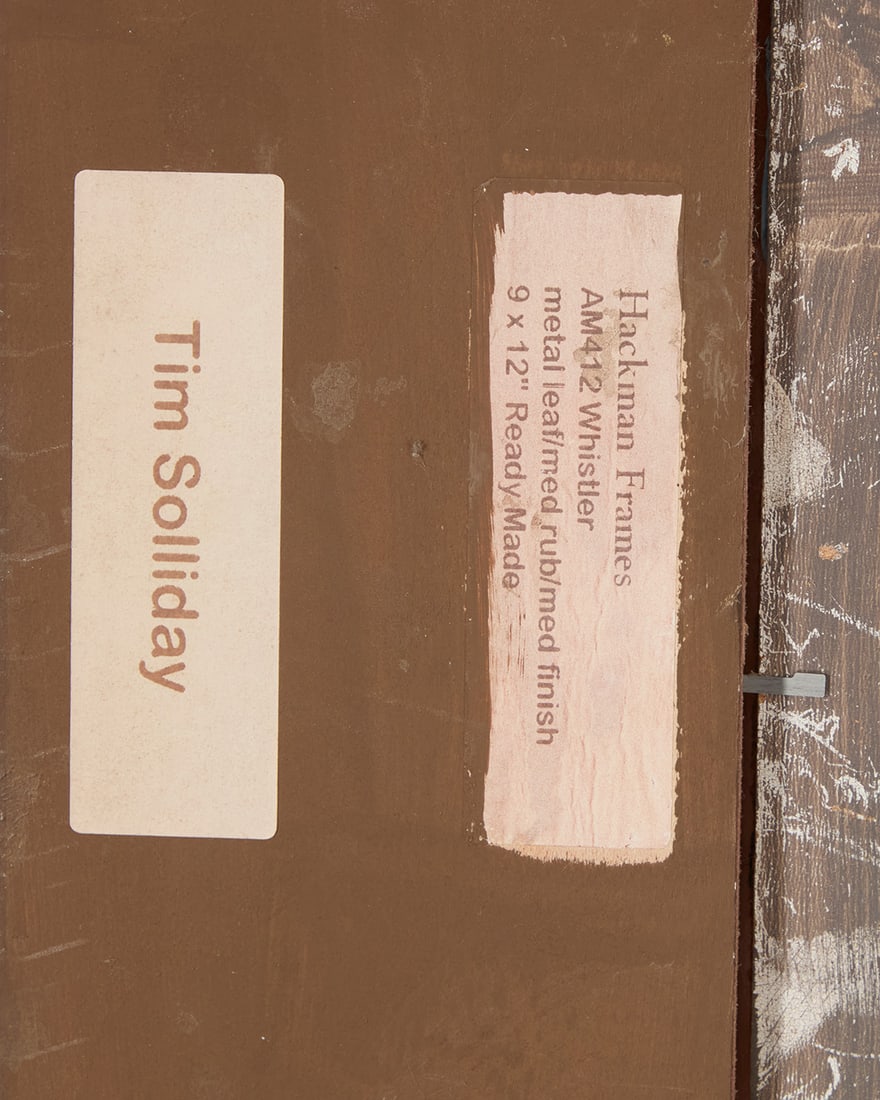 Hackman Frames
AM412 Whistler
metal leaf/med rub/med finish
9 x 12" Ready Made
Tim Solliday